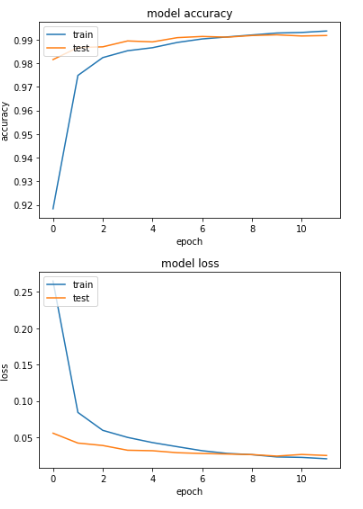 model accuracy
0.99
0.98
0.97
0.96
0.95
0.94
0.93
0.92
accuracy
train
test
0
2
4
6
8
10
epoch
model loss
0.25
0.20
0.15
0.10
0.05
loss
train
test
0
2
4
6
8
10
epoch